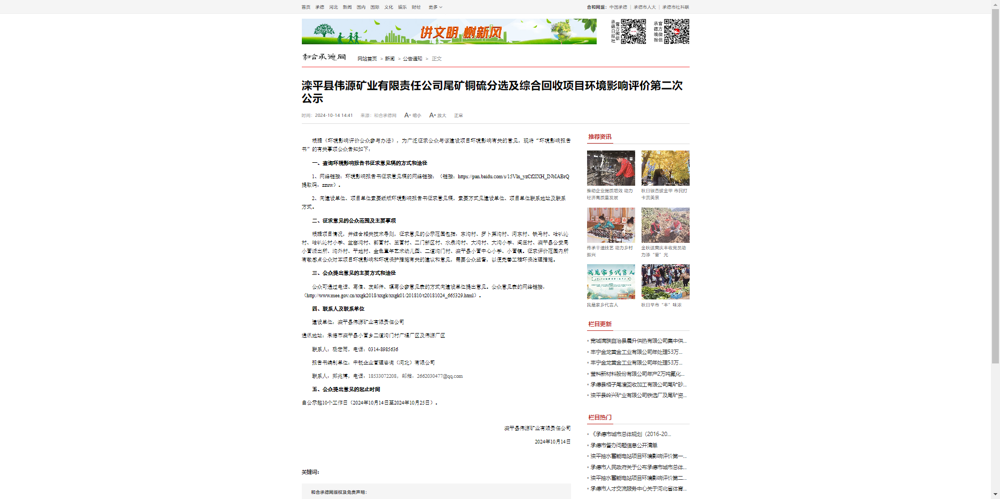 首页 承德 河北 新闻 国内 国际 文化 娱乐 财经 更多
合和网盟： 中国承德 | 承德市人大 | 承德市社科联
讲文明 树新风
承德日报社 官方微信
承德晚报 官方微信
和合承德网
网站首页 > 新闻 > 公告通知 > 正文
滦平县伟源矿业有限责任公司尾矿铜硫分选及综合回收项目环境影响评价第二次
公示
时间：2024-10-14 14:41 来源：和合承德网 A- 缩小 A+ 放大 正常
根据《环境影响评价公众参与办法》，为广泛征求公众与该建设项目环境影响有关的意见，现将“环境影响报告
书”的有关事项公众告知如下：
一、查询环境影响报告书征求意见稿的方式和途径
1、网络链接：环境影响报告书征求意见稿的网络链接：（链接：https://pan.baidu.com/s/15Vln_yzCf2IXH_INbIABrQ
提取码：zzuw）。
2、向建设单位、项目单位索要纸版环境影响报告书征求意见稿，索要方式见建设单位、项目单位联系地址及联系
方式。
二、征求意见的公众范围及主要事项
根据项目情况，并结合相关技术导则，征求意见的公示范围包括：东沟村、萝卜第沟村、河东村、铁马村、哈叭沁
村、哈叭沁村小学、盆窑沟村、郭营村、王营村、二门新区村、水泉沟村、大沟村、大沟小学、阎庄村、滦平县公安局
小营派出所、沟外村、平地村、金色童年艺术幼儿园、二道沟门村、滦平县小营中心小学、小营镇。征求评价范围内所
有敏感点公众对本项目环境影响和环境保护措施有关的建议和意见，需要公众监督，以便完善工程环保治理措施。
三、公众提出意见的主要方式和途径
公众可通过电话、写信、发邮件、填写公参意见表的方式向建设单位提出意见。公众意见表的网络链接：
（http://www.mee.gov.cn/xxgk2018/xxgk/xxgk01/201810/t20181024_665329.html）。
四、联系人及联系单位
建设单位：滦平县伟源矿业有限责任公司
通讯地址：承德市滦平县小营乡二道沟门村广福厂区及伟源厂区
联系人：杨宏雨，电话：0314-8985636
报告书编制单位：中锐企业管理咨询（河北）有限公司
联系人：郑兆博，电话：18533072208，邮箱：2662030477@qq.com
五、公众提出意见的起止时间
自公示起10个工作日（2024年10月14日至2024年10月25日）。
滦平县伟源矿业有限责任公司
2024年10月14日
关键词：
和合承德网版权及免责声明：
推荐资讯
推动企业提质增效 助力
经济高质量发展
秋日银杏披金甲 市民打
卡赏美景
传承非遗技艺 助力乡村
振兴
金秋送爽庆丰收党员助
力添“馨”光
我是家乡代言人
我是家乡代言人
秋日早市“丰”味浓
栏目更新
• 宽城满族自治县晨升供热有限公司集中供...
• 丰宁金龙黄金工业有限公司年处理53万...
• 丰宁金龙黄金工业有限公司年处理53万...
• 莹科新材料股份有限公司年产2万吨氟化...
• 承德县栢子尾渣回收加工有限公司尾矿砂...
• 滦平县岭兴矿业有限公司铁选厂及尾矿资...
栏目热门
• 《承德市城市总体规划（2016-20...
• 承德市督办问题信息公开清单
• 滦平抽水蓄能电站项目环境影响评价第一...
• 承德市人民政府关于公布承德市城市总体...
• 滦平抽水蓄能电站项目环境影响评价第二...
• 承德市人才交流服务中心关于河北省体育...